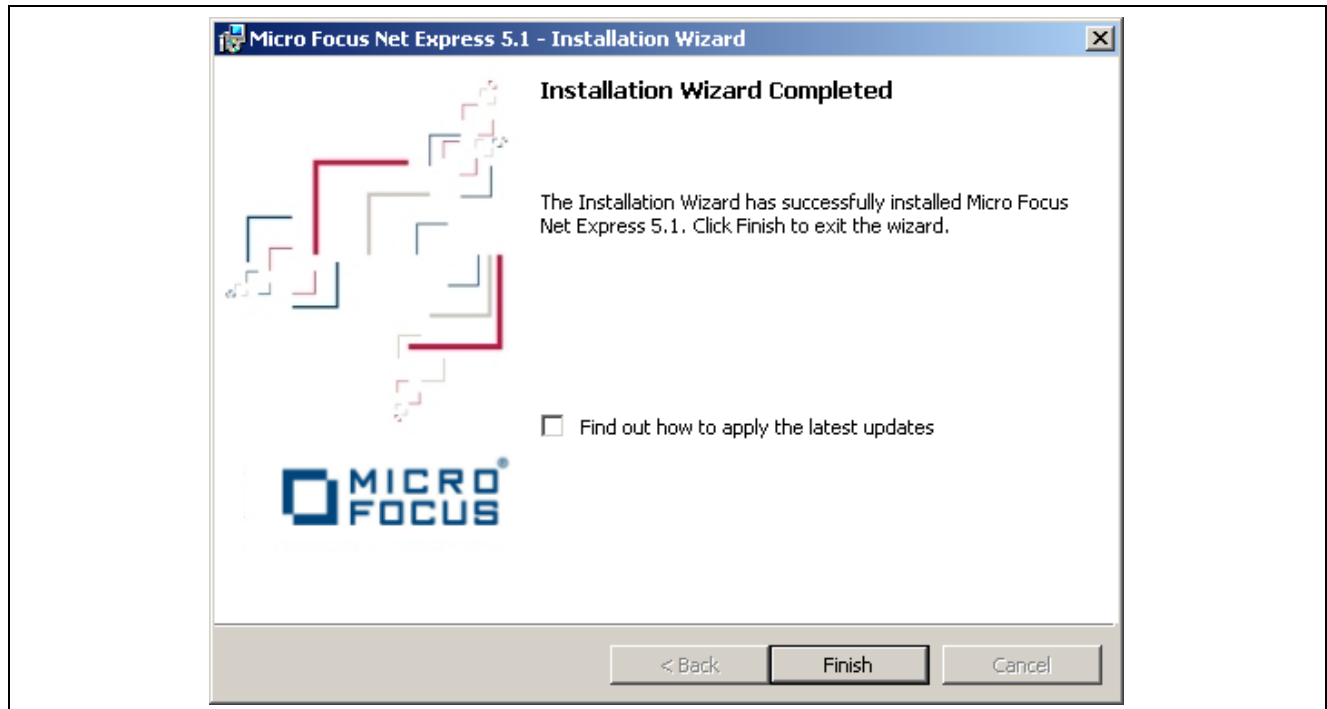 Micro Focus Net Express 5.1 - Installation Wizard
Installation Wizard Completed
The Installation Wizard has successfully installed Micro Focus
Net Express 5.1. Click Finish to exit the wizard.
Find out how to apply the latest updates
MICRO
FOCUS®
< Back Finish Cancel